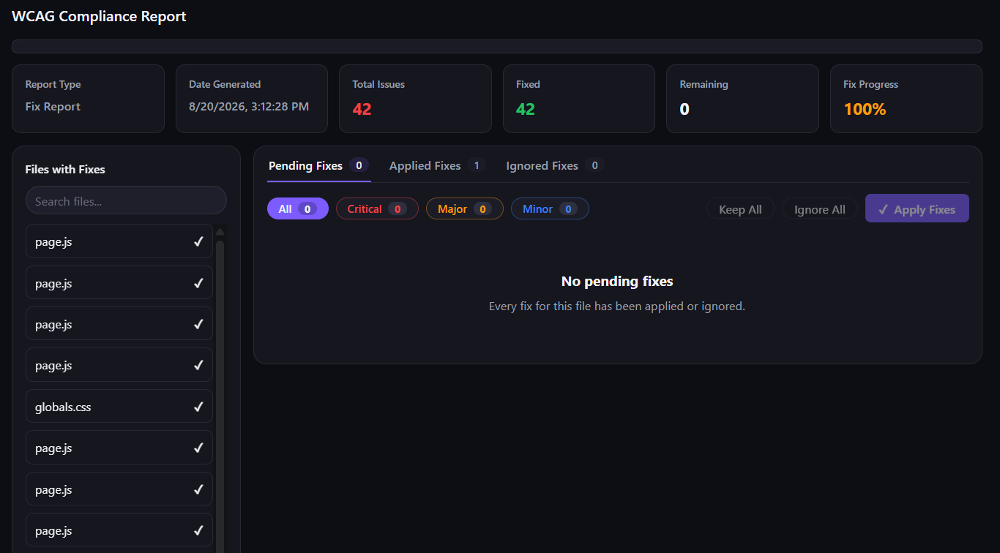 WCAG Compliance Report
Report Type
Fix Report
Date Generated
8/20/2026, 3:12:28 PM
Total Issues
42
Fixed
42
Remaining
0
Fix Progress
100%
Files with Fixes
Search files...
page.js ✓
page.js ✓
page.js ✓
page.js ✓
globals.css ✓
page.js ✓
page.js ✓
page.js ✓
Pending Fixes 0 Applied Fixes 1 Ignored Fixes 0
All 0 Critical 0 Major 0 Minor 0 Keep All Ignore All ✓ Apply Fixes
No pending fixes
Every fix for this file has been applied or ignored.